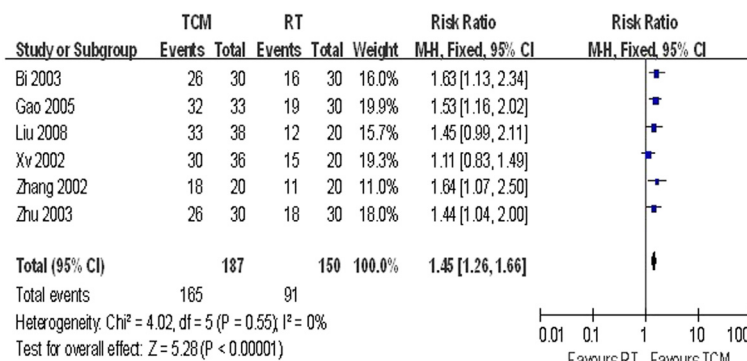 TCM RT Risk Ratio Risk Ratio
Study or Subgroup Events Total Events Total Weight M-H, Fixed, 95% CI M-H, Fixed, 95% CI
Bi 2003 26 30 16 30 16.0% 1.63 [1.13, 2.34]
Gao 2005 32 33 19 30 19.9% 1.53 [1.16, 2.02]
Liu 2008 33 38 12 20 15.7% 1.45 [0.99, 2.11]
Xv 2002 30 36 15 20 19.3% 1.11 [0.83, 1.49]
Zhang 2002 18 20 11 20 11.0% 1.64 [1.07, 2.50]
Zhu 2003 26 30 18 30 18.0% 1.44 [1.04, 2.00]
Total (95% CI) 187 150 100.0% 1.45 [1.26, 1.66]
Total events 165 91
Heterogeneity: Chi² = 4.02, df = 5 (P = 0.55); I² = 0%
Test for overall effect: Z = 5.28 (P < 0.00001)
0.01 0.1 1 10 100
Favours RT Favours TCM